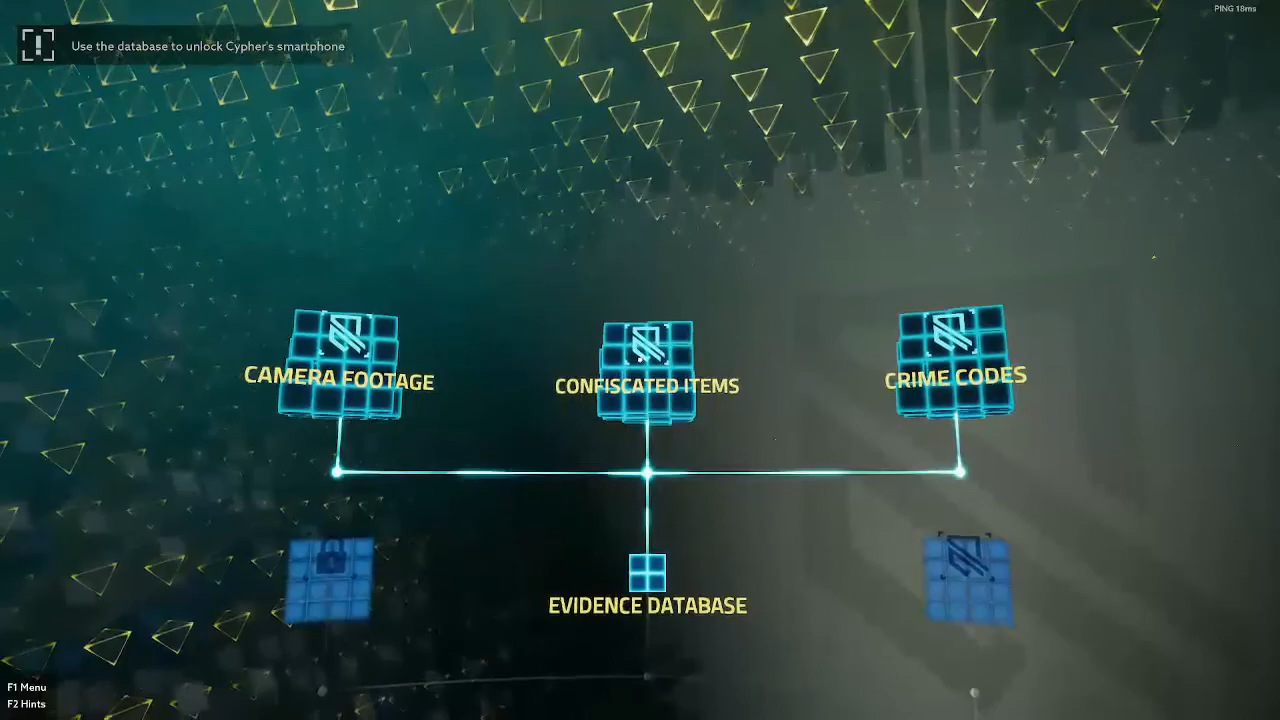 PING 18ms
Use the database to unlock Cypher's smartphone
CAMERA FOOTAGE
CONFISCATED ITEMS
CRIME CODES
EVIDENCE DATABASE
F1 Menu
F2 Hints